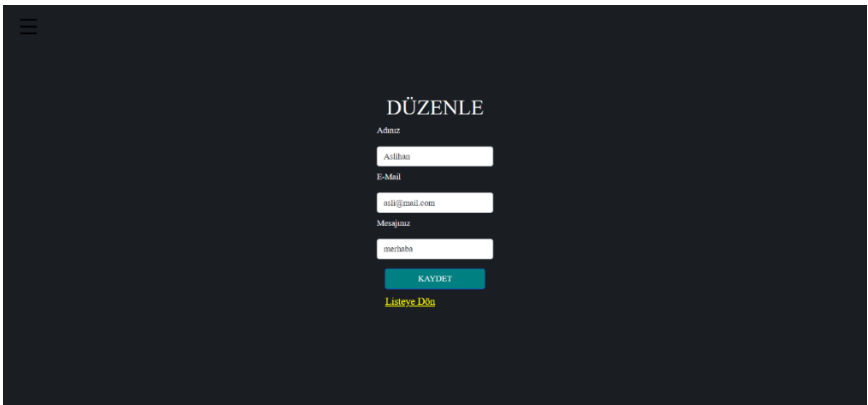 DÜZENLE
Adınız
Aslihan
E-Mail
asli@mail.com
Mesajınız
merhaba
KAYDET
Listeye Dön